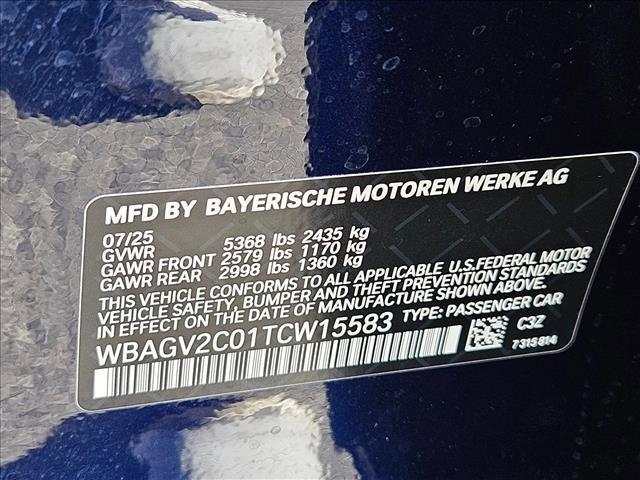 MFD BY BAYERISCHE MOTOREN WERKE AG
07/25
GVWR 5368 lbs 2435 kg
GAWR FRONT 2579 lbs 1170 kg
GAWR REAR 2998 lbs 1360 kg
THIS VEHICLE CONFORMS TO ALL APPLICABLE U.S.FEDERAL MOTOR
VEHICLE SAFETY, BUMPER AND THEFT PREVENTION STANDARDS
IN EFFECT ON THE DATE OF MANUFACTURE SHOWN ABOVE.
WBAGV2C01TCW15583 TYPE: PASSENGER CAR
C3Z
7315814